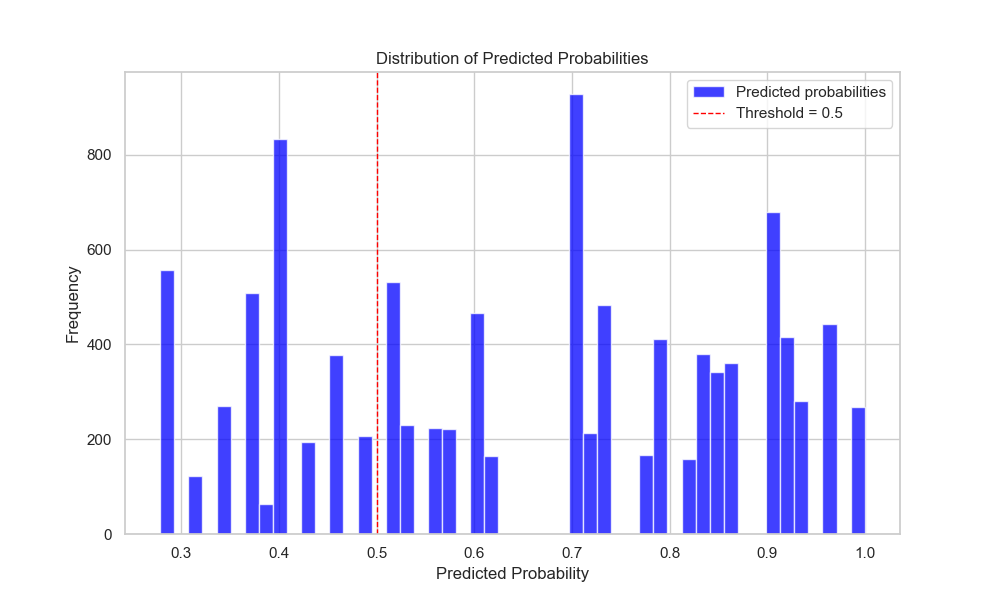 Distribution of Predicted Probabilities
Predicted probabilities
Threshold = 0.5
Frequency
800
600
400
200
0
0.3 0.4 0.5 0.6 0.7 0.8 0.9 1.0
Predicted Probability